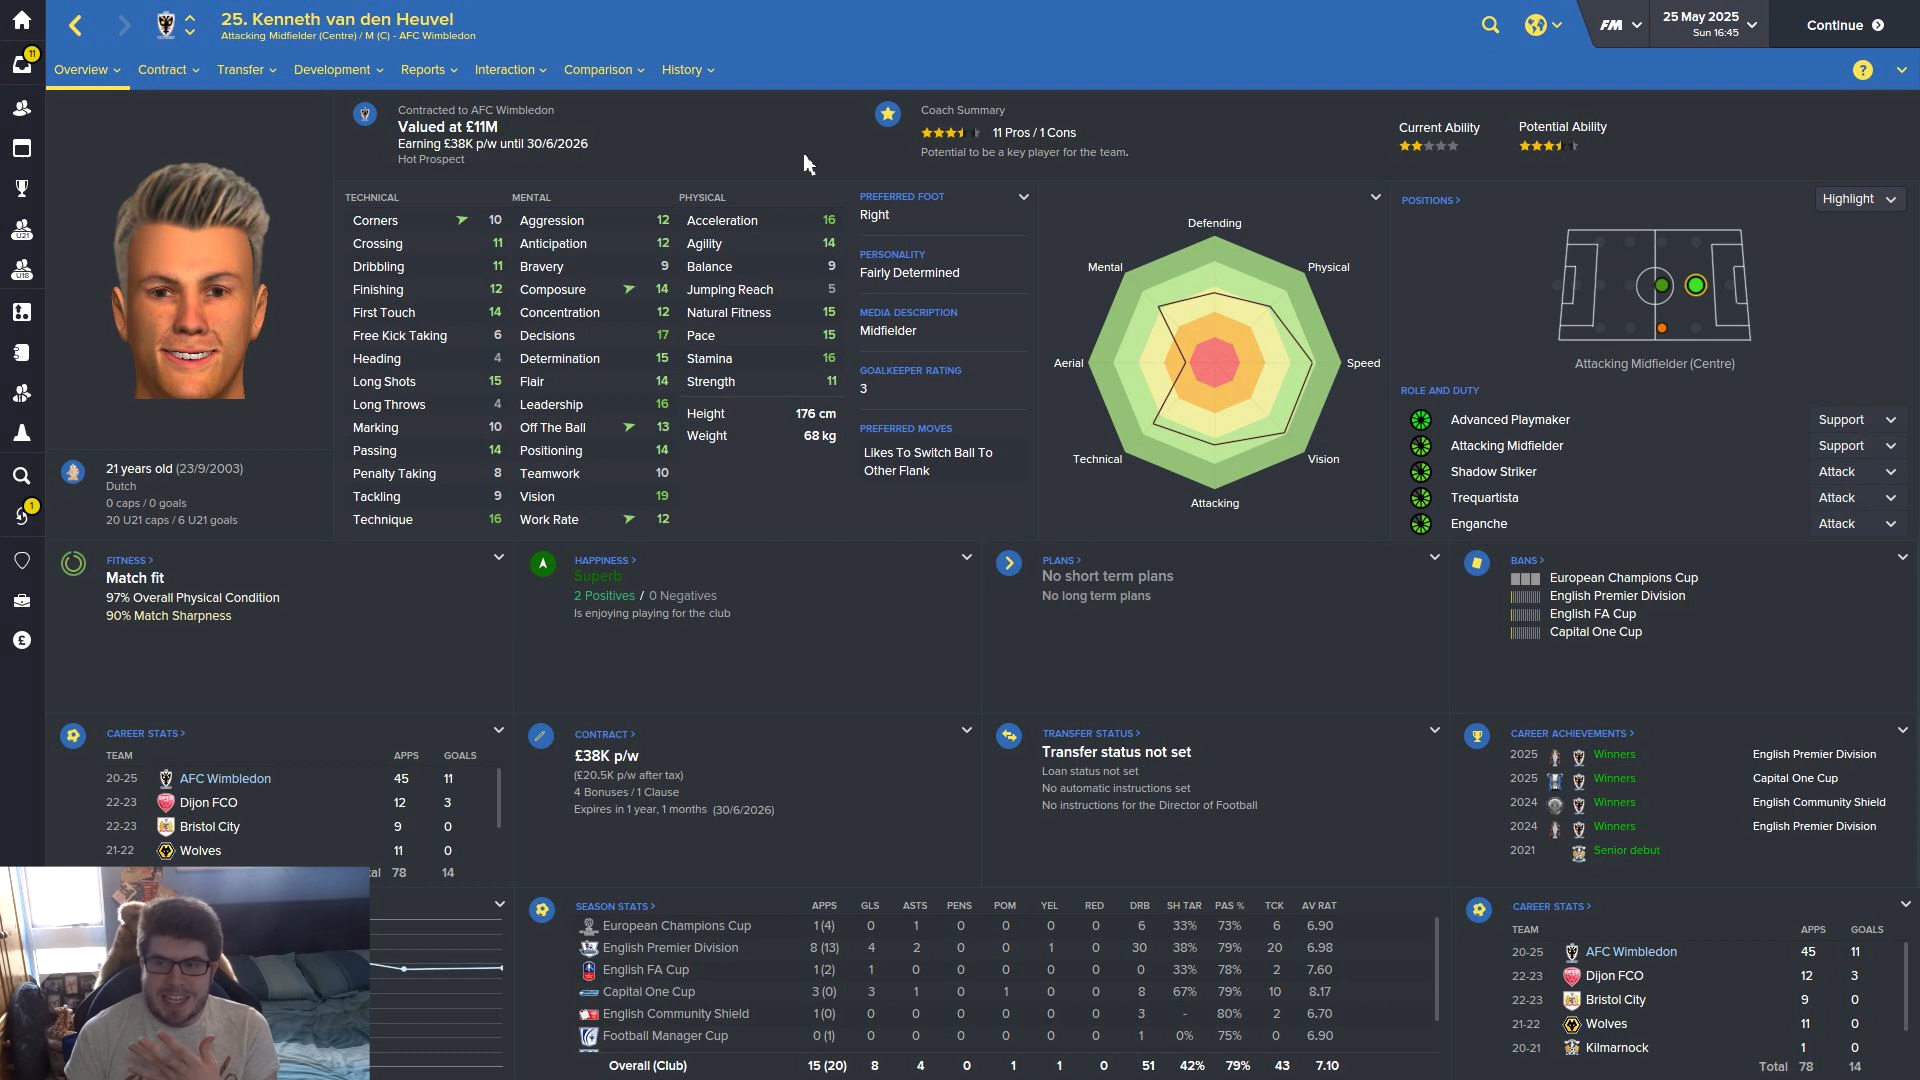 25. Kenneth van den Heuvel
Attacking Midfielder (Centre) / M (C) - AFC Wimbledon
FM
25 May 2025
Sun 16:45
Continue
11
Overview
Contract
Transfer
Development
Reports
Interaction
Comparison
History
?
Contracted to AFC Wimbledon
Valued at £11M
Earning £38K p/w until 30/6/2026
Hot Prospect
Coach Summary
11 Pros / 1 Cons
Potential to be a key player for the team.
Current Ability
Potential Ability
TECHNICAL
Corners 10
Crossing 11
Dribbling 11
Finishing 12
First Touch 14
Free Kick Taking 6
Heading 4
Long Shots 15
Long Throws 4
Marking 10
Passing 14
Penalty Taking 8
Tackling 9
Technique 16
MENTAL
Aggression 12
Anticipation 12
Bravery 9
Composure 14
Concentration 12
Decisions 17
Determination 15
Flair 14
Leadership 16
Off The Ball 13
Positioning 14
Teamwork 10
Vision 19
Work Rate 12
PHYSICAL
Acceleration 16
Agility 14
Balance 9
Jumping Reach 5
Natural Fitness 15
Pace 15
Stamina 16
Strength 11
Height 176 cm
Weight 68 kg
PREFERRED FOOT
Right
PERSONALITY
Fairly Determined
MEDIA DESCRIPTION
Midfielder
GOALKEEPER RATING
3
PREFERRED MOVES
Likes To Switch Ball To
Other Flank
Defending
Mental
Physical
Aerial
Speed
Technical
Vision
Attacking
POSITIONS >
Highlight
Attacking Midfielder (Centre)
ROLE AND DUTY
Advanced Playmaker Support
Attacking Midfielder Support
Shadow Striker Attack
Trequartista Attack
Enganche Attack
21 years old (23/9/2003)
Dutch
0 caps / 0 goals
20 U21 caps / 6 U21 goals
U21
U18
1
£
FITNESS >
Match fit
97% Overall Physical Condition
90% Match Sharpness
HAPPINESS >
Superb
2 Positives / 0 Negatives
Is enjoying playing for the club
PLANS >
No short term plans
No long term plans
BANS >
European Champions Cup
English Premier Division
English FA Cup
Capital One Cup
CAREER STATS >
TEAM APPS GOALS
20-25 AFC Wimbledon 45 11
22-23 Dijon FCO 12 3
22-23 Bristol City 9 0
21-22 Wolves 11 0
al 78 14
CONTRACT >
£38K p/w
(£20.5K p/w after tax)
4 Bonuses / 1 Clause
Expires in 1 year, 1 months (30/6/2026)
TRANSFER STATUS >
Transfer status not set
Loan status not set
No automatic instructions set
No instructions for the Director of Football
CAREER ACHIEVEMENTS >
2025 Winners English Premier Division
2025 Winners Capital One Cup
2024 Winners English Community Shield
2024 Winners English Premier Division
2021 Senior debut
SEASON STATS > APPS GLS ASTS PENS POM YEL RED DRB SH TAR PAS % TCK AV RAT
European Champions Cup 1 (4) 0 1 0 0 0 0 6 33% 73% 6 6.90
English Premier Division 8 (13) 4 2 0 0 1 0 30 38% 79% 20 6.98
English FA Cup 1 (2) 1 0 0 0 0 0 0 33% 78% 2 7.60
Capital One Cup 3 (0) 3 1 0 1 0 0 8 67% 79% 10 8.17
English Community Shield 1 (0) 0 0 0 0 0 0 3 - 80% 2 6.70
Football Manager Cup 0 (1) 0 0 0 0 0 0 1 0% 75% 0 6.90
Overall (Club) 15 (20) 8 4 0 1 1 0 51 42% 79% 43 7.10
CAREER STATS >
TEAM APPS GOALS
20-25 AFC Wimbledon 45 11
22-23 Dijon FCO 12 3
22-23 Bristol City 9 0
21-22 Wolves 11 0
20-21 Kilmarnock 1 0
Total 78 14